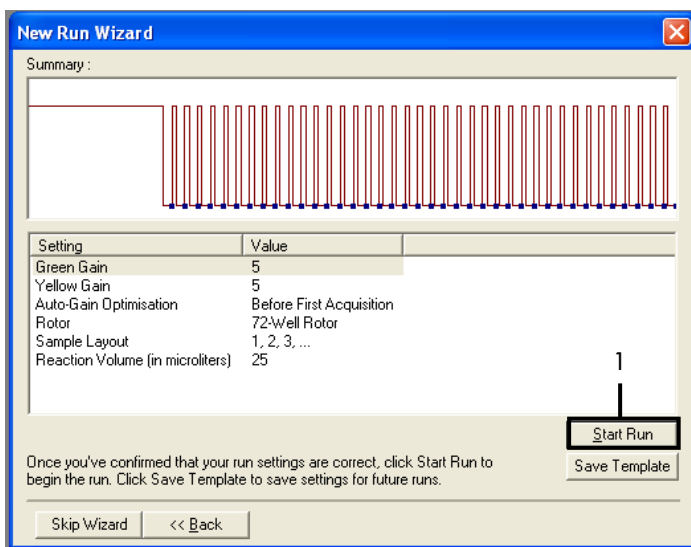 New Run Wizard
Summary :
Setting Value
Green Gain 5
Yellow Gain 5
Auto-Gain Optimisation Before First Acquisition
Rotor 72-Well Rotor
Sample Layout 1, 2, 3, ...
Reaction Volume (in microliters) 25
1
Start Run
Once you've confirmed that your run settings are correct, click Start Run to
begin the run. Click Save Template to save settings for future runs.
Save Template
Skip Wizard << Back